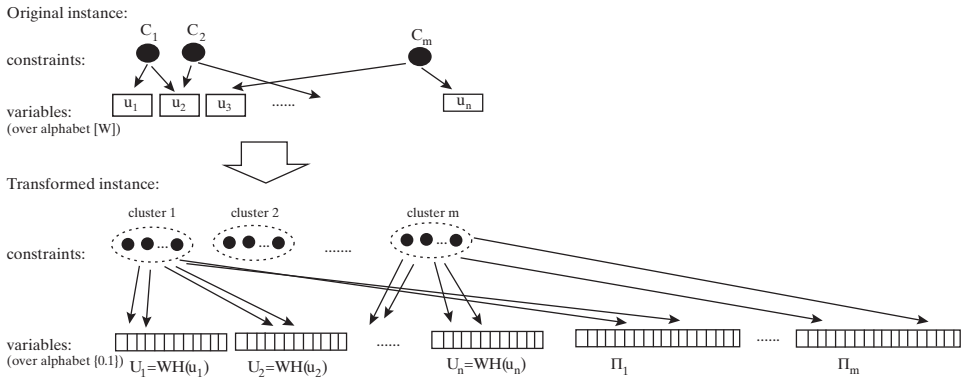 Original instance:
C1 C2 Cm
constraints:
variables: u1 u2 u3 ...... un
(over alphabet [W])
Transformed instance:
cluster 1 cluster 2 cluster m
constraints: ... ... ....... ...
variables: ...... ......
(over alphabet {0.1})
U1=WH(u1) U2=WH(u2) Un=WH(un) Π1 Πm